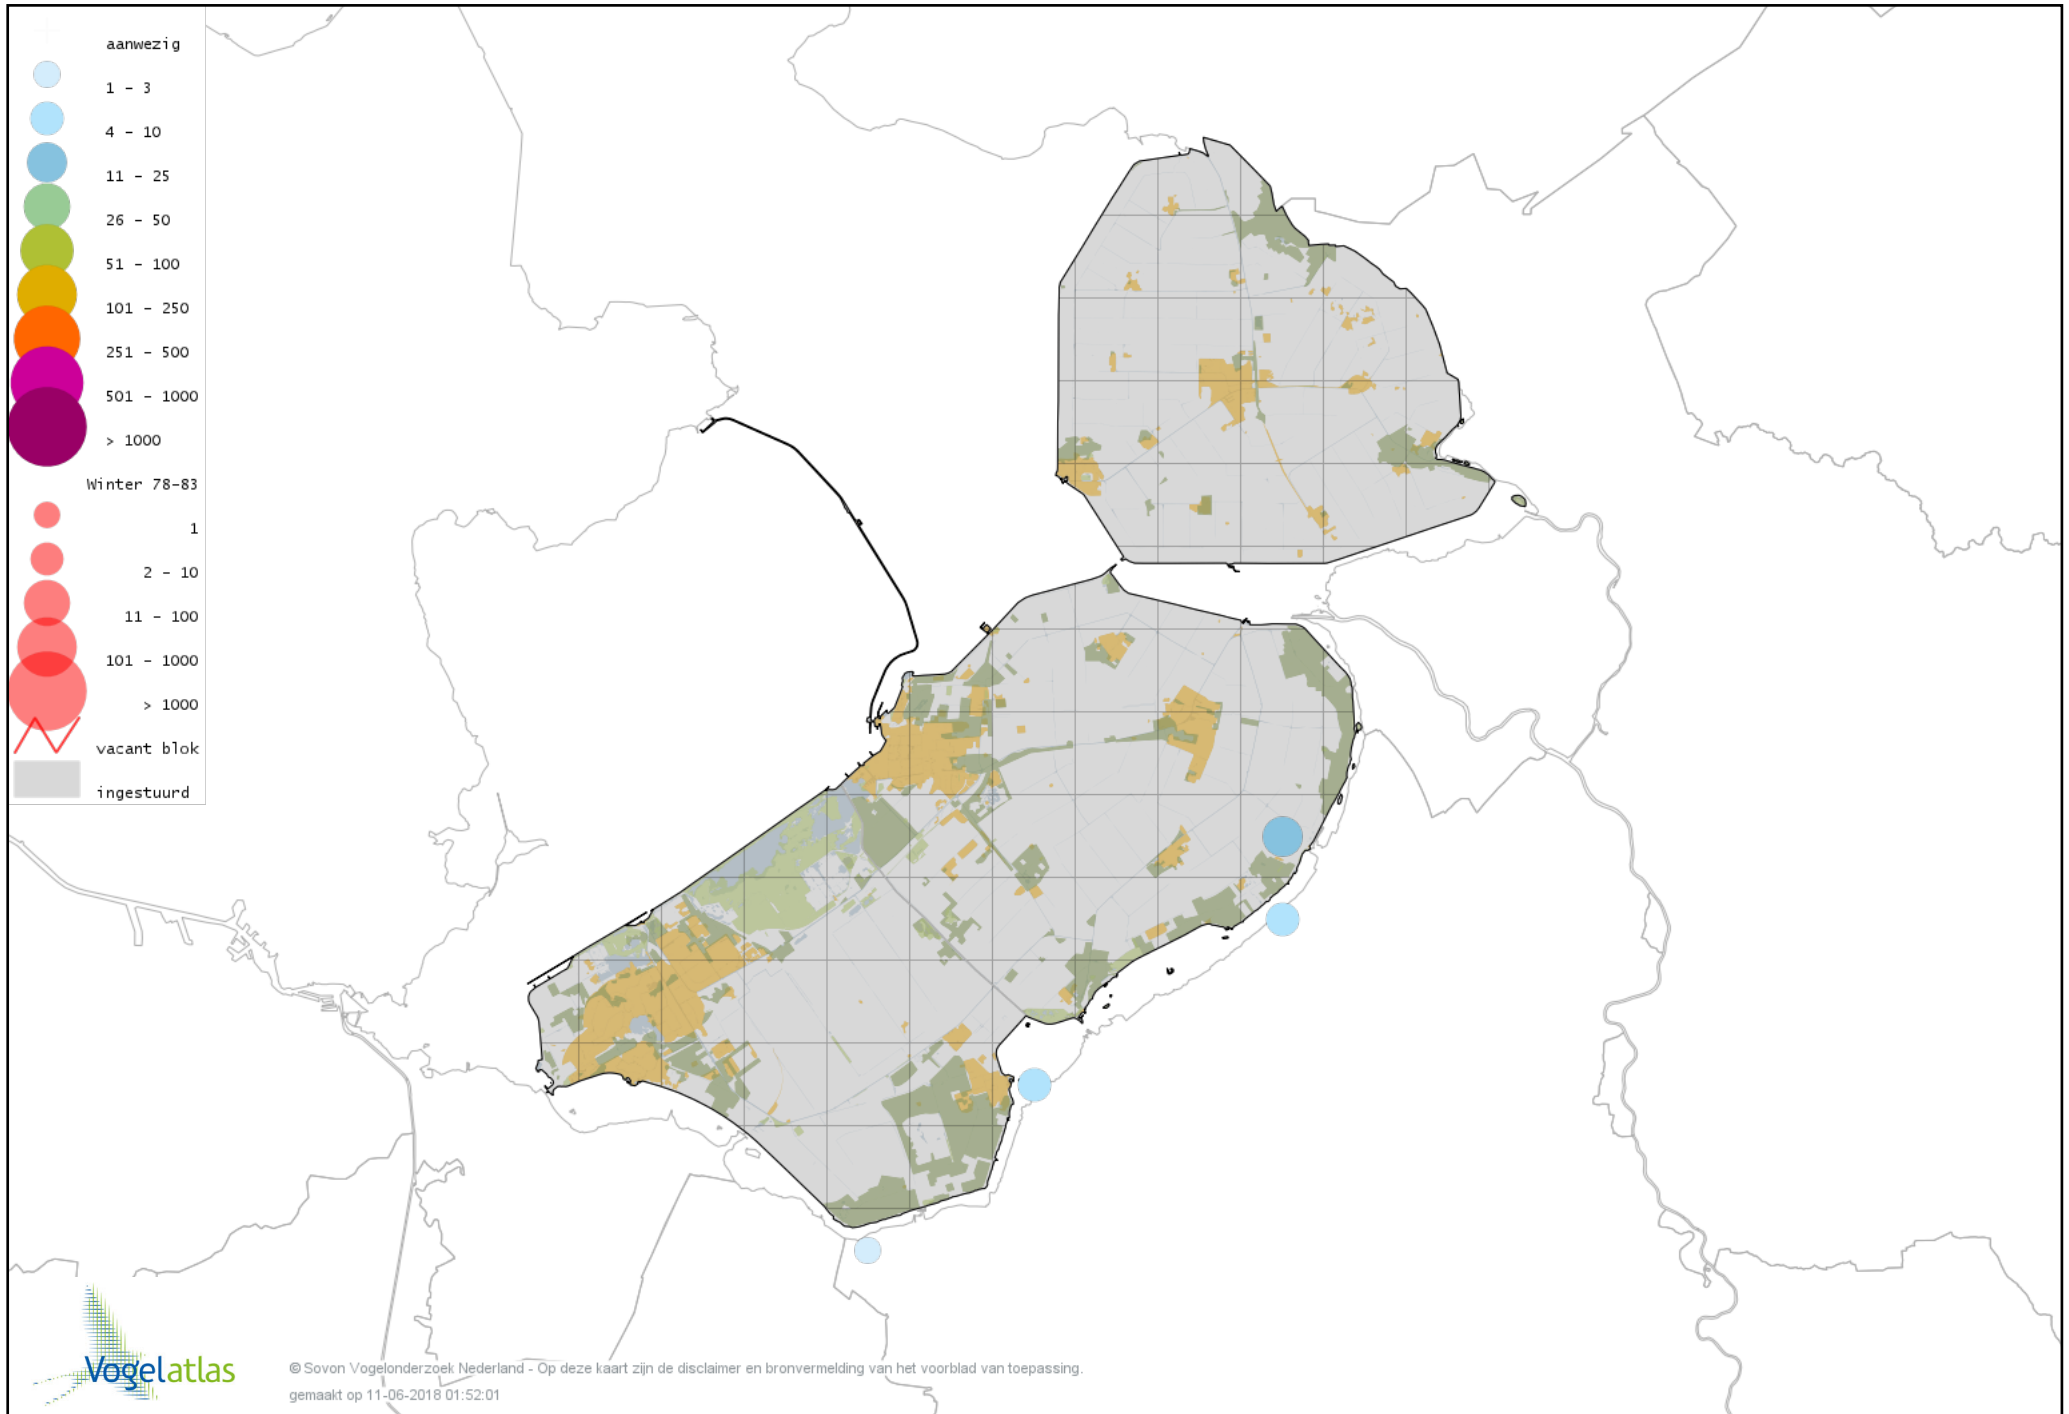 aanwezig
1 - 3
4 - 10
11 - 25
26 - 50
51 - 100
101 - 250
251 - 500
501 - 1000
> 1000
Winter 78-83
1
2 - 10
11 - 100
101 - 1000
> 1000
vacant blok
ingestuurd
Vogelatlas
© Sovon Vogelonderzoek Nederland - Op deze kaart zijn de disclaimer en bronvermelding van het voorblad van toepassing.
gemaakt op 11-06-2018 01:52:01